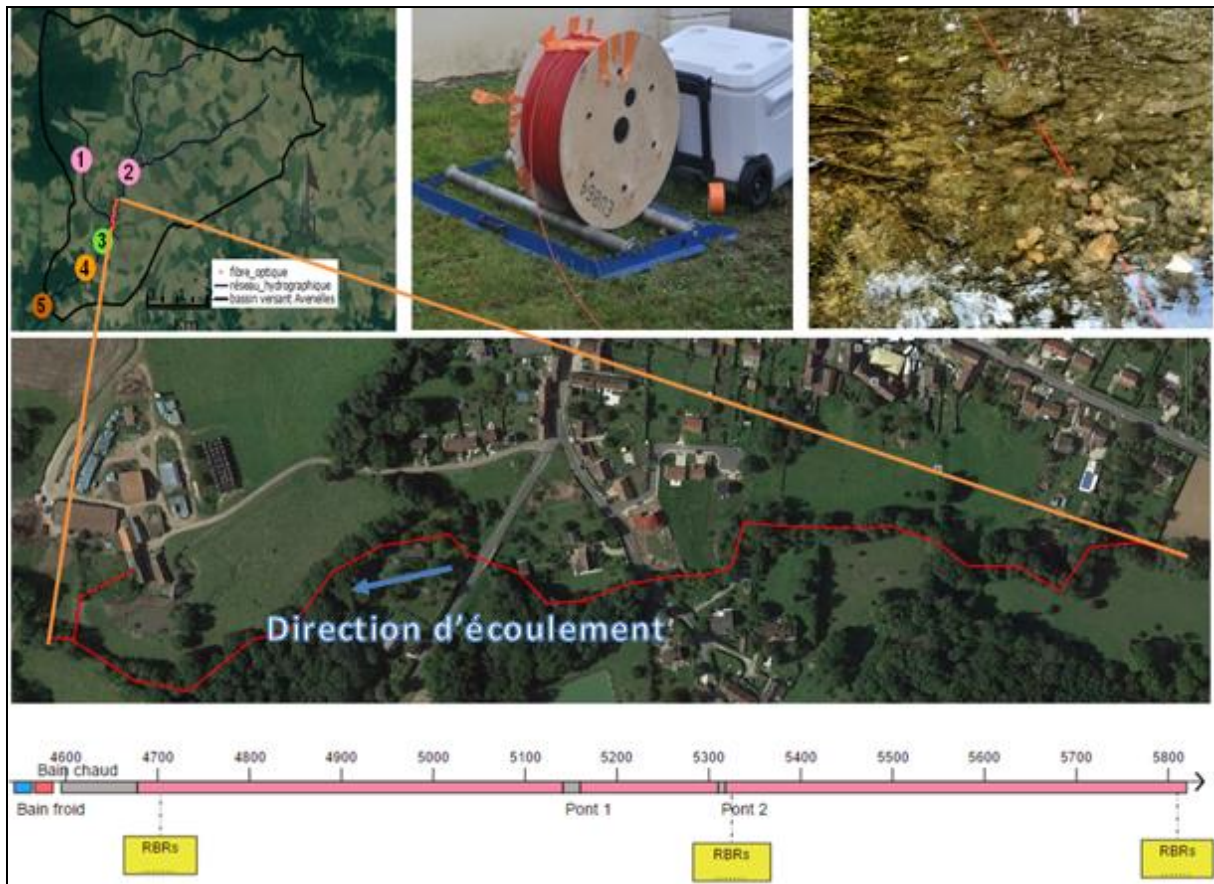 1
2
3
4
5
fibre_optique
réseau_hydrographique
bassin versant Avenelles
Km
Direction d'écoulement
4600 4700 4800 4900 5000 5100 5200 5300 5400 5500 5600 5700 5800
Bain chaud
Bain froid
Pont 1
Pont 2
RBRs
RBRs
RBRs